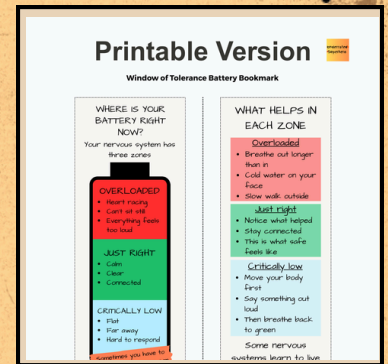 Printable Version
Window of Tolerance Battery Bookmark
WHERE IS YOUR
BATTERY RIGHT
NOW?
Your nervous system has
three zones
OVERLOADED
• Heart racing
• Can't sit still
• Everything feels
too loud
JUST RIGHT
• Calm
• Clear
• Connected
CRITICALLY LOW
• Flat
• Far away
• Hard to respond
Sometimes you have to
WHAT HELPS IN
EACH ZONE
Overloaded
• Breathe out longer
than in
• Cold water on your
face
• Slow walk outside
Just right
• Notice what helped
• Stay connected
• This is what safe
feels like
Critically low
• Move your body
first
• Say something out
loud
• Then breathe back
to green
Some nervous
systems learn to live